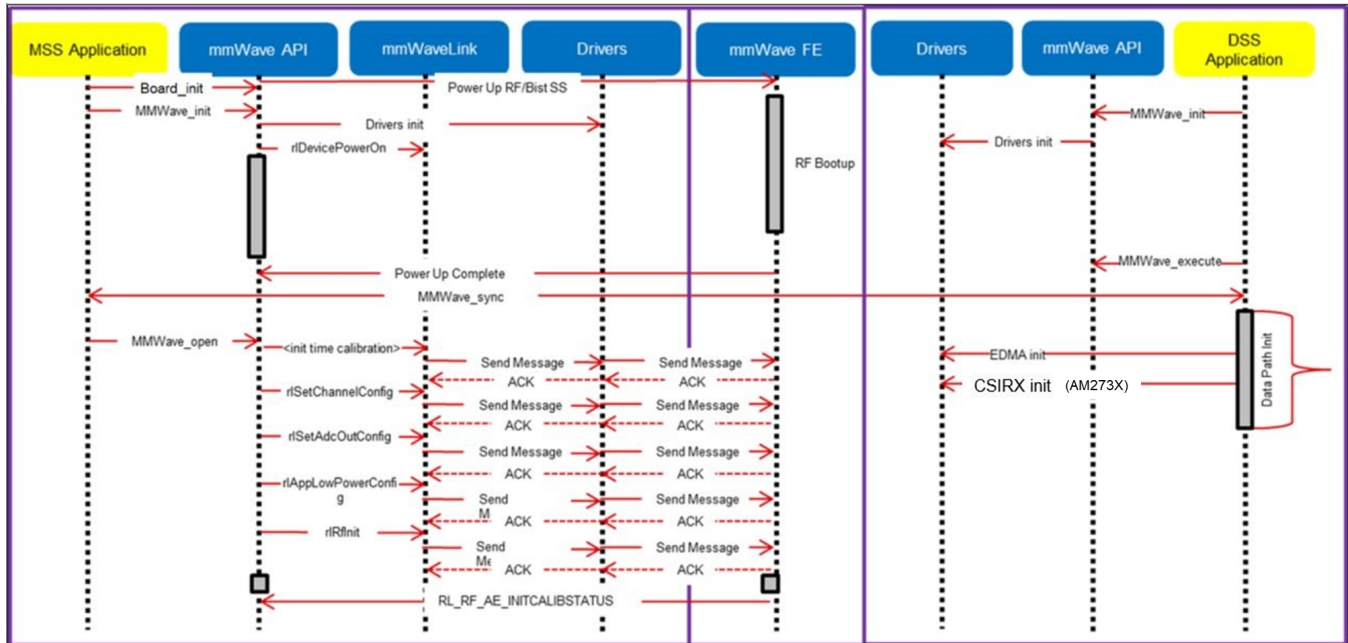 MSS Application
mmWave API
mmWaveLink
Drivers
mmWave FE
Drivers
mmWave API
DSS
Application
Board_init
Power Up RF/Bist SS
MMWave_init
MMWave_init
Drivers init
Drivers init
rlDevicePowerOn
RF Bootup
MMWave_execute
Power Up Complete
MMWave_sync
MMWave_open
<init time calibration>
Send Message
Send Message
EDMA init
ACK
ACK
CSIRX init (AM273X)
Data Path Init
rlSetChannelConfig
Send Message
Send Message
ACK
ACK
rlSetAdcOutConfig
Send Message
Send Message
ACK
ACK
rlAppLowPowerConfi
g
Send
M
Send Message
ACK
ACK
rlRfInit
Send
Me
Send Message
ACK
ACK
RL_RF_AE_INITCALIBSTATUS